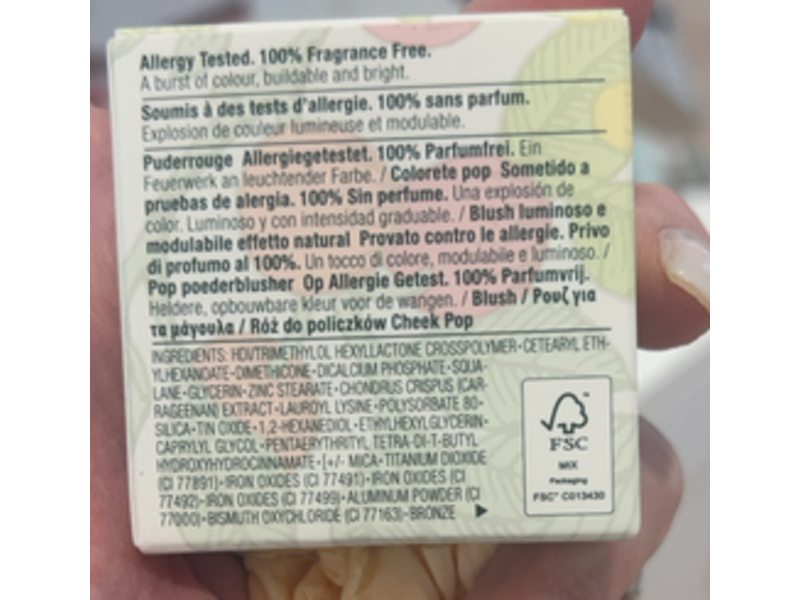 Allergy Tested. 100% Fragrance Free.
A burst of colour, buildable and bright.
Soumis à des tests d'allergie. 100% sans parfum.
Explosion de couleur lumineuse et modulable.
Puderrouge Allergiegetestet. 100% Parfumfrei. Ein
Feuerwerk an leuchtender Farbe. / Colorete pop Sometido a
pruebas de alergia. 100% Sin perfume. Una explosión de
color. Luminoso y con intensidad graduable. / Blush luminoso e
modulabile effetto natural Provato contro le allergie. Privo
di profumo al 100%. Un tocco di colore, modulabile e luminoso. /
Pop poederblusher Op Allergie Getest. 100% Parfumvrij.
Heldere, opbouwbare kleur voor de wangen. / Blush / Ρουζ για
τα μάγουλα / Róż do policzków Cheek Pop
INGREDIENTS: HDI/TRIMETHYLOL HEXYLLACTONE CROSSPOLYMER•CETEARYL ETH-
YLHEXANOATE•DIMETHICONE•DICALCIUM PHOSPHATE•SQUA-
LANE•GLYCERIN•ZINC STEARATE•CHONDRUS CRISPUS (CAR-
RAGEENAN) EXTRACT•LAUROYL LYSINE•POLYSORBATE 80•
SILICA•TIN OXIDE•1,2-HEXANEDIOL•ETHYLHEXYLGLYCERIN•
CAPRYLYL GLYCOL•PENTAERYTHRITYL TETRA-DI-T-BUTYL
HYDROXYHYDROCINNAMATE•[+/- MICA•TITANIUM DIOXIDE
(CI 77891)•IRON OXIDES (CI 77491)•IRON OXIDES (CI
77492)•IRON OXIDES (CI 77499)•ALUMINUM POWDER (CI
77000)•BISMUTH OXYCHLORIDE (CI 77163)•BRONZE
FSC
MIX
Packaging
FSC® C013430